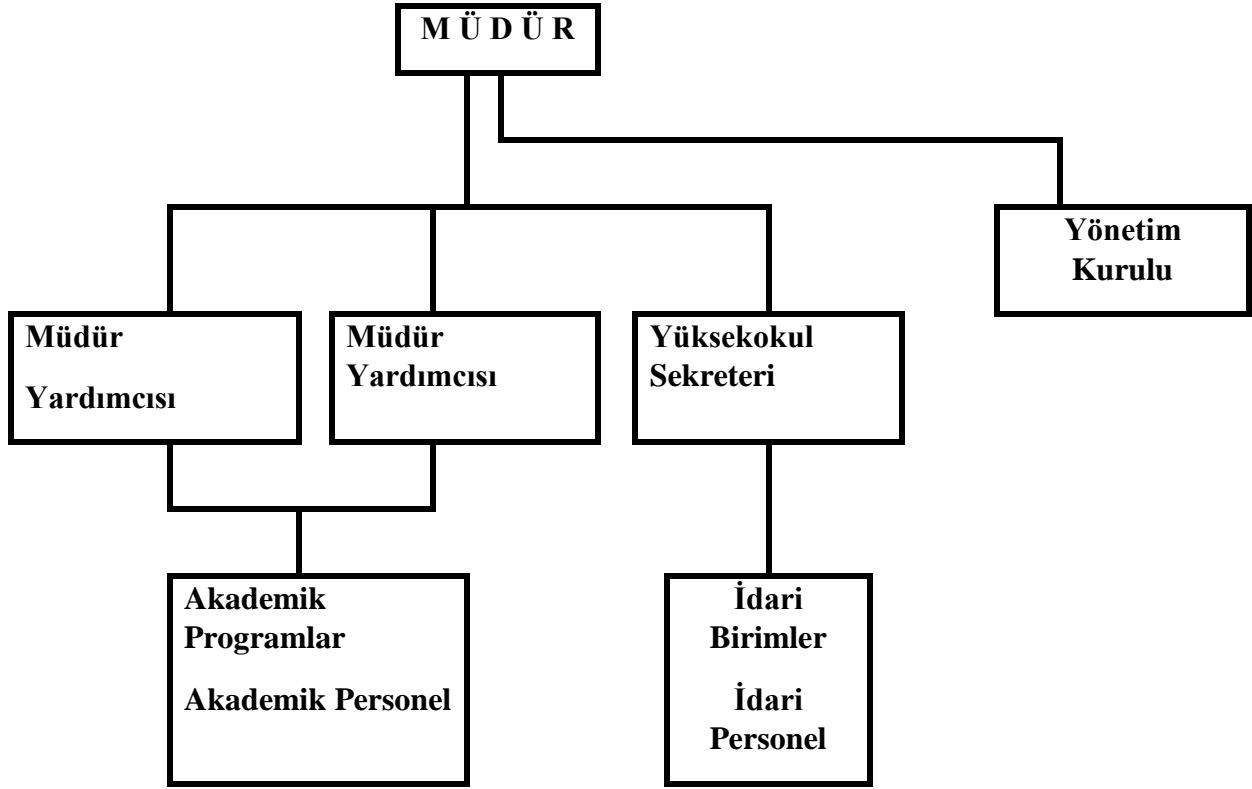 M Ü D Ü R
Yönetim
Kurulu
Müdür
Yardımcısı
Müdür
Yardımcısı
Yüksekokul
Sekreteri
Akademik
Programlar
Akademik Personel
İdari
Birimler
İdari
Personel